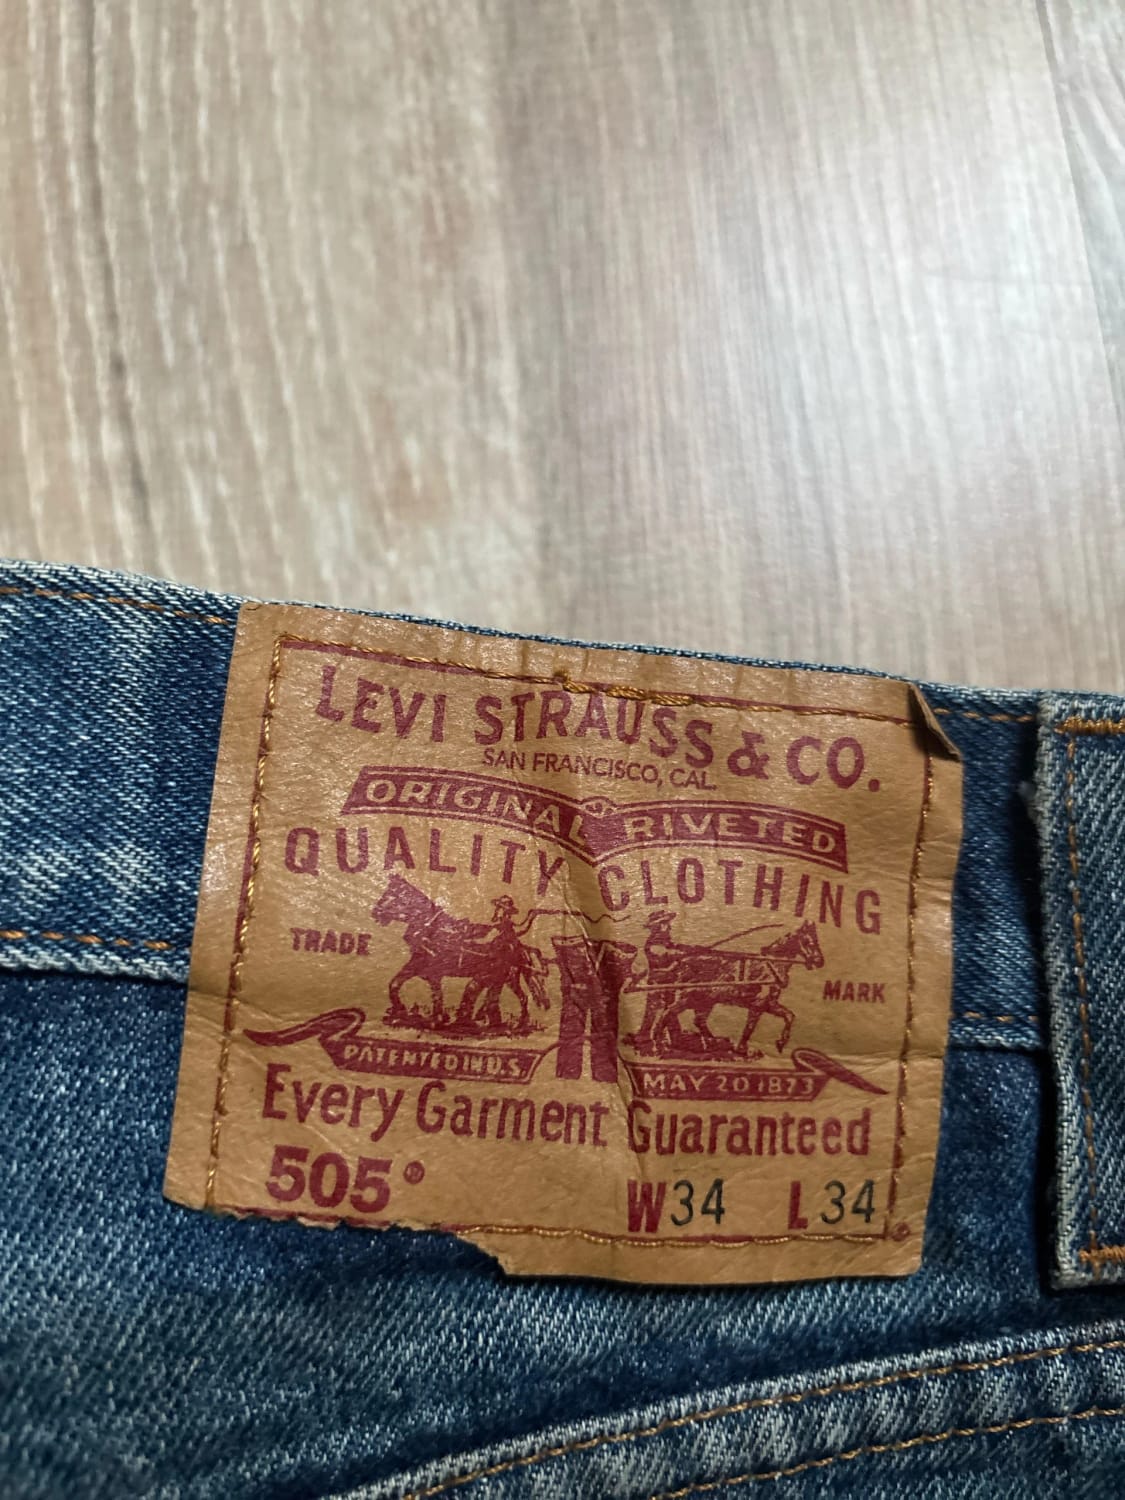 LEVI STRAUSS & CO.
SAN FRANCISCO, CAL.
ORIGINAL RIVETED
QUALITY CLOTHING
TRADE MARK
PATENTED IN U.S. MAY 20 1873
Every Garment Guaranteed
505®
W34 L34
®